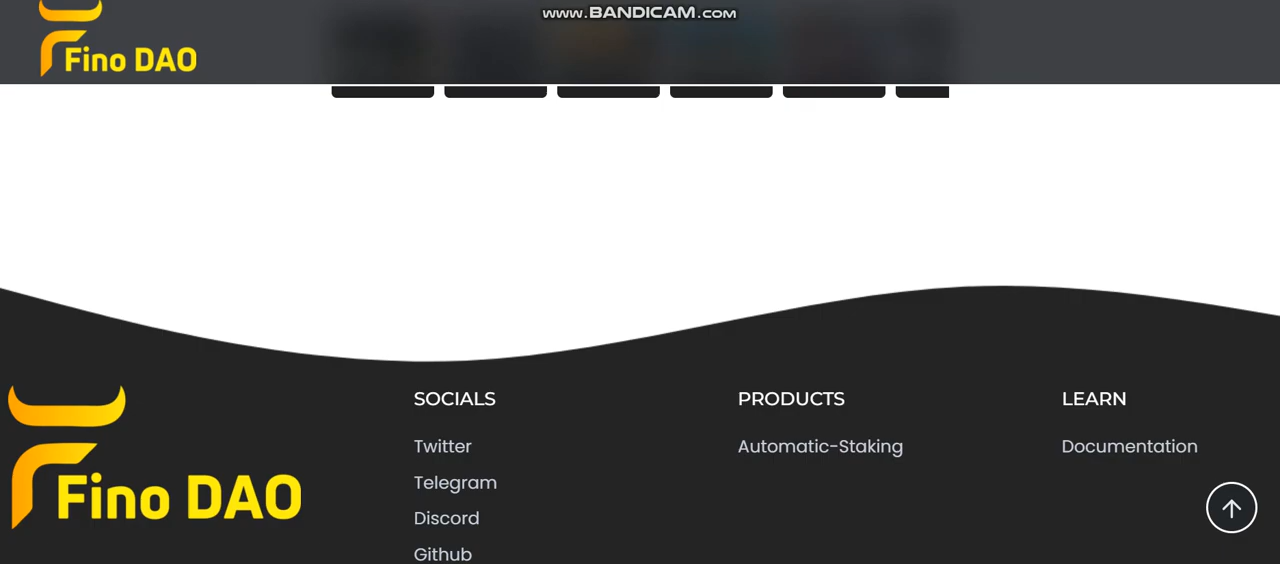 www.BANDICAM.com
Fino DAO
SOCIALS
Twitter
Telegram
Discord
Github
PRODUCTS
Automatic-Staking
LEARN
Documentation
Fino DAO